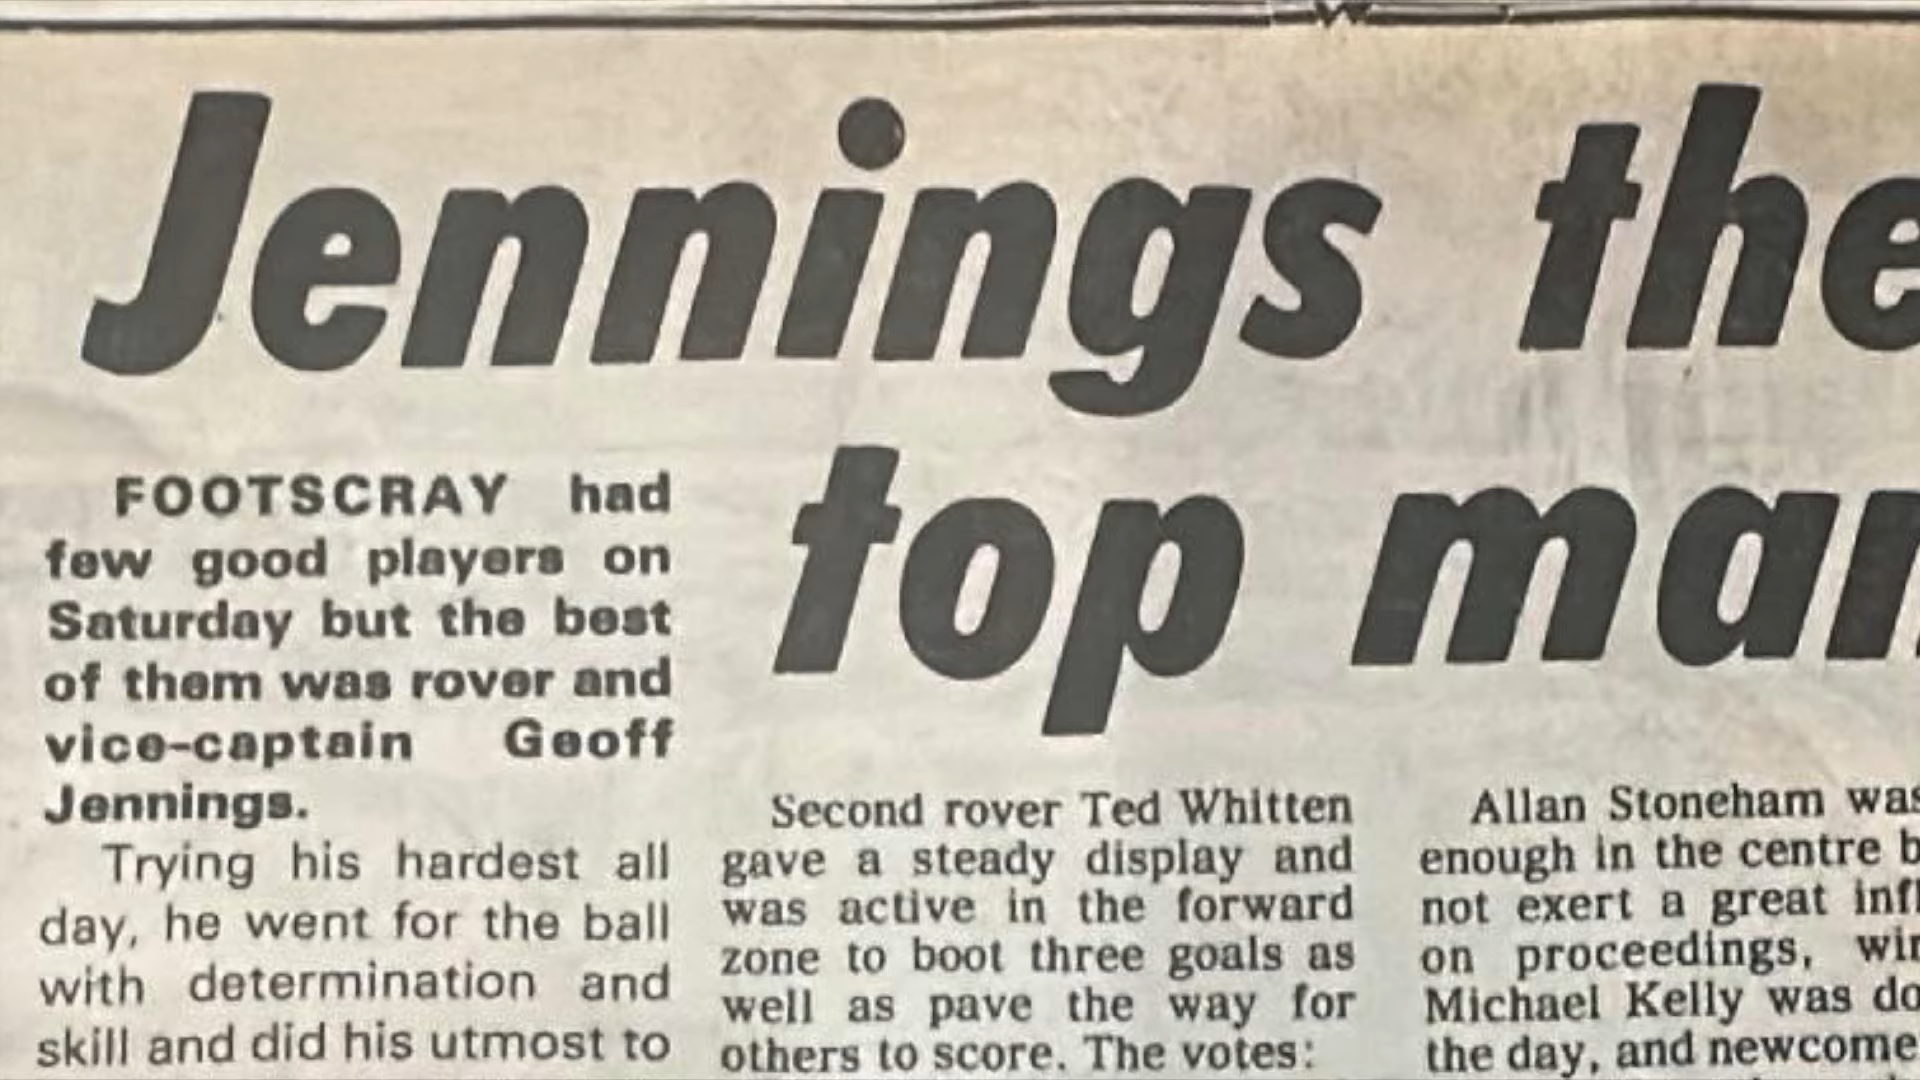 Jennings the
top man
FOOTSCRAY had
few good players on
Saturday but the best
of them was rover and
vice-captain Geoff
Jennings.
Trying his hardest all
day, he went for the ball
with determination and
skill and did his utmost to
Second rover Ted Whitten
gave a steady display and
was active in the forward
zone to boot three goals as
well as pave the way for
others to score. The votes:
Allan Stoneham was
enough in the centre
not exert a great
on proceedings,
Michael Kelly was
the day, and